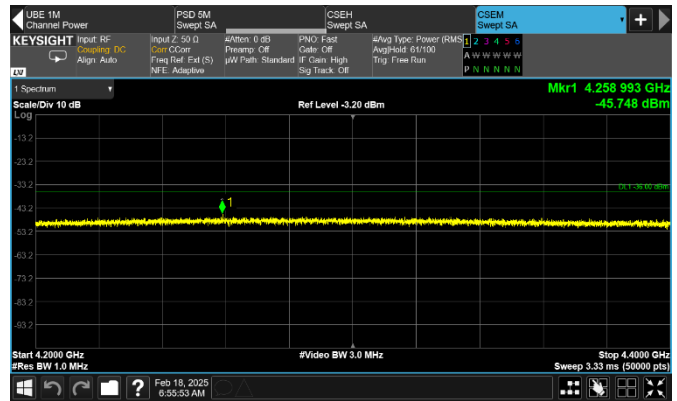 UBE 1M
Channel Power
PSD 5M
Swept SA
CSEH
Swept SA
CSEM
Swept SA
KEYSIGHT
Input: RF
Coupling: DC
Align: Auto
Input Z: 50 Ω
Corr CCorr
Freq Ref: Ext (S)
NFE: Adaptive
#Atten: 0 dB
Preamp: Off
µW Path: Standard
PNO: Fast
Gate: Off
IF Gain: High
Sig Track: Off
#Avg Type: Power (RMS)
Avg|Hold: 61/100
Trig: Free Run
1 2 3 4 5 6
A W W W W W
P N N N N N
LXI
1 Spectrum
Mkr1 4.258 993 GHz
Scale/Div 10 dB
Ref Level -3.20 dBm
-45.748 dBm
Log
1
-13.2
-23.2
-33.2
DL1 -36.00 dBm
-43.2
1
-53.2
-63.2
-73.2
-83.2
-93.2
Start 4.2000 GHz
#Video BW 3.0 MHz
Stop 4.4000 GHz
#Res BW 1.0 MHz
Sweep 3.33 ms (50000 pts)
?
Feb 18, 2025
6:55:53 AM